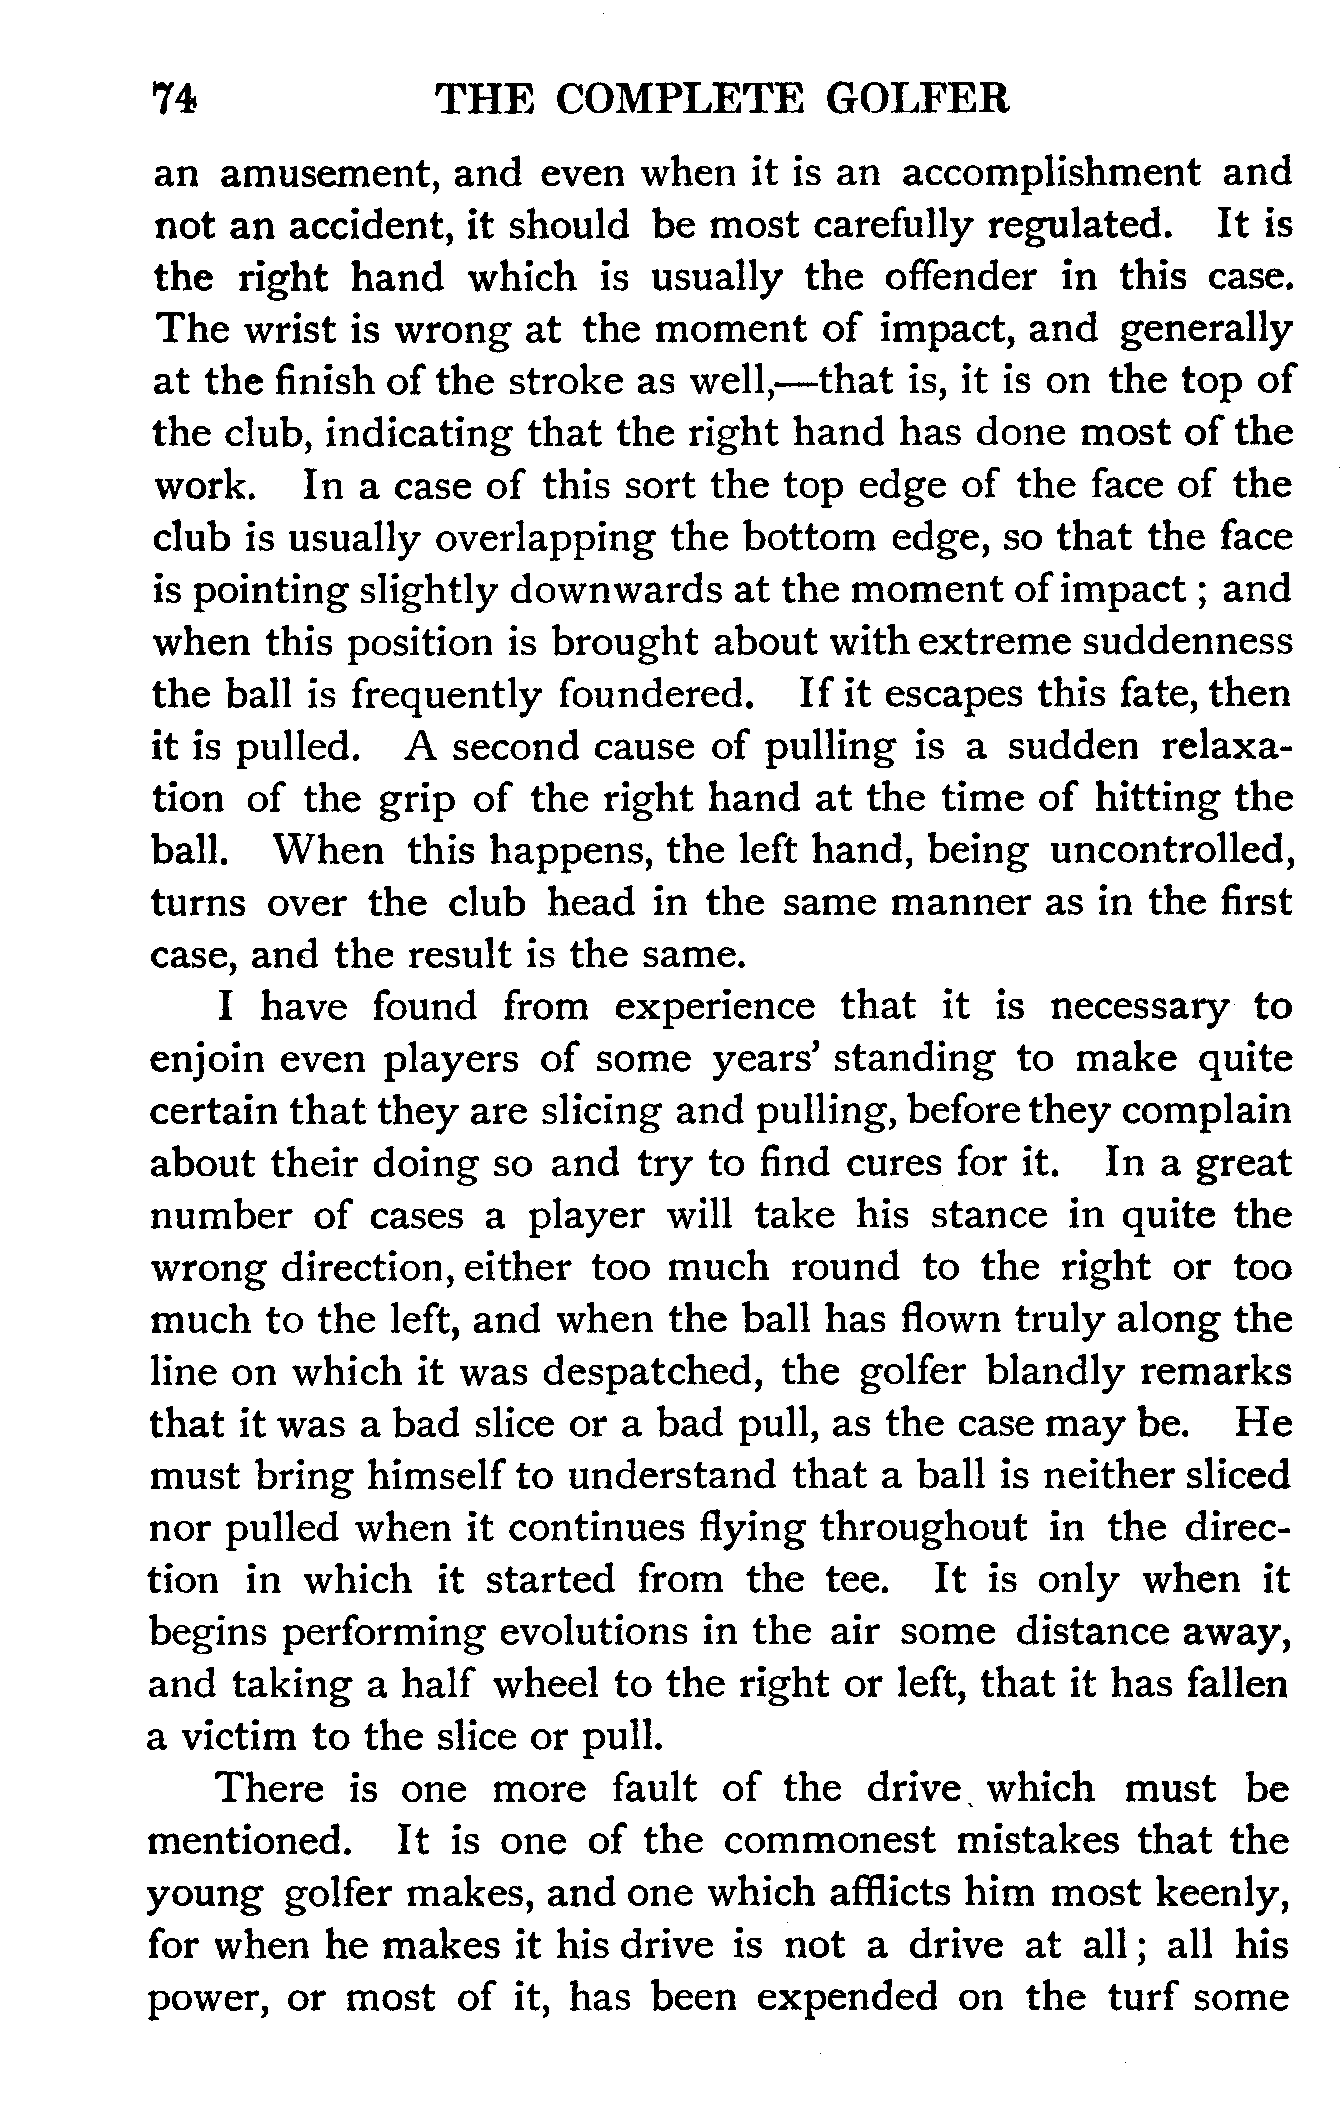 74 THE COMPLETE GOLFER
an amusement, and even when it is an accomplishment and
not an accident, it should be most carefully regulated. It is
the right hand which is usually the offender in this case.
The wrist is wrong at the moment of impact, and generally
at the finish of the stroke as well,—that is, it is on the top of
the club, indicating that the right hand has done most of the
work. In a case of this sort the top edge of the face of the
club is usually overlapping the bottom edge, so that the face
is pointing slightly downwards at the moment of impact ; and
when this position is brought about with extreme suddenness
the ball is frequently foundered. If it escapes this fate, then
it is pulled. A second cause of pulling is a sudden relaxa-
tion of the grip of the right hand at the time of hitting the
ball. When this happens, the left hand, being uncontrolled,
turns over the club head in the same manner as in the first
case, and the result is the same.
I have found from experience that it is necessary to
enjoin even players of some years' standing to make quite
certain that they are slicing and pulling, before they complain
about their doing so and try to find cures for it. In a great
number of cases a player will take his stance in quite the
wrong direction, either too much round to the right or too
much to the left, and when the ball has flown truly along the
line on which it was despatched, the golfer blandly remarks
that it was a bad slice or a bad pull, as the case may be. He
must bring himself to understand that a ball is neither sliced
nor pulled when it continues flying throughout in the direc-
tion in which it started from the tee. It is only when it
begins performing evolutions in the air some distance away,
and taking a half wheel to the right or left, that it has fallen
a victim to the slice or pull.
There is one more fault of the drive which must be
mentioned. It is one of the commonest mistakes that the
young golfer makes, and one which afflicts him most keenly,
for when he makes it his drive is not a drive at all ; all his
power, or most of it, has been expended on the turf some